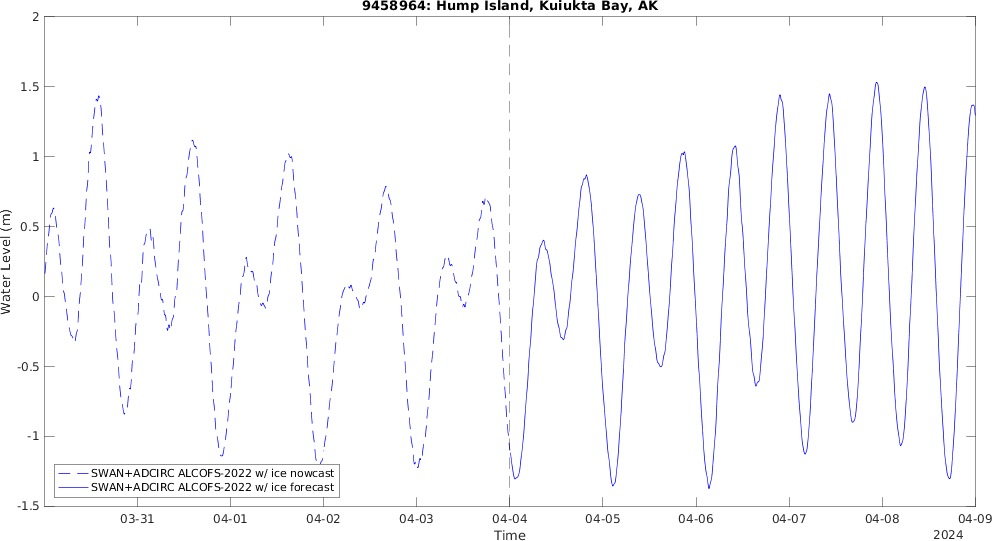 9458964: Hump Island, Kuiukta Bay, AK
2
1.5
1
0.5
0
-0.5
-1
-1.5
Water Level (m)
SWAN+ADCIRC ALCOFS-2022 w/ ice nowcast
SWAN+ADCIRC ALCOFS-2022 w/ ice forecast
03-31 04-01 04-02 04-03 04-04 04-05 04-06 04-07 04-08 04-09
Time
2024